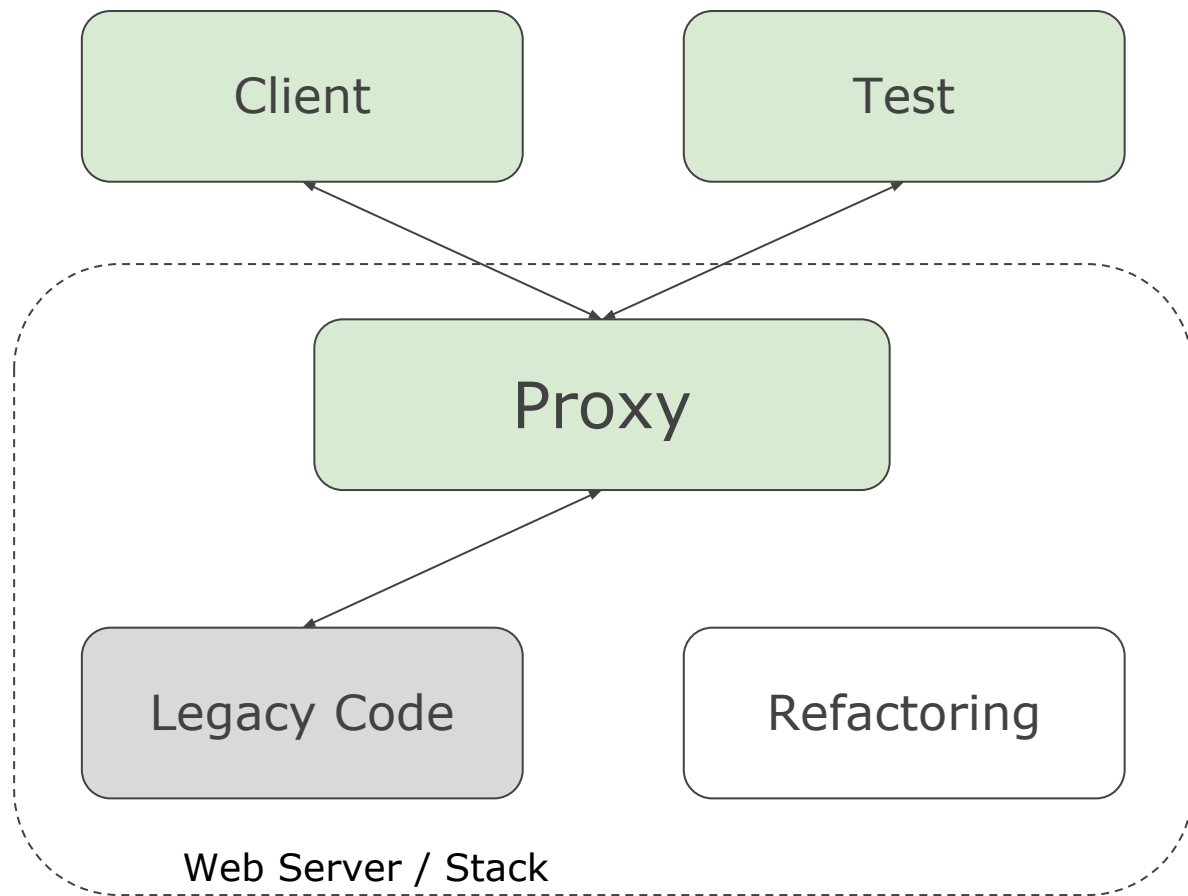 Client
Test
Proxy
Legacy Code
Refactoring
Web Server / Stack